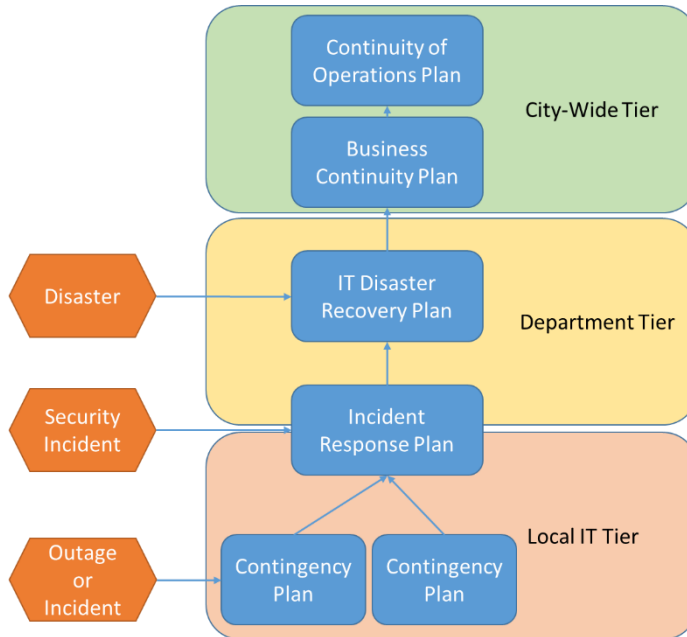 Continuity of
Operations Plan
City-Wide Tier
Business
Continuity Plan
Disaster
IT Disaster
Recovery Plan
Department Tier
Security
Incident
Incident
Response Plan
Local IT Tier
Outage
or
Incident
Contingency
Plan
Contingency
Plan